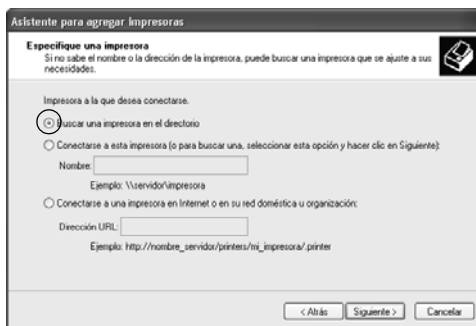 Asistente para agregar impresoras
Especifique una impresora
Si no sabe el nombre o la dirección de la impresora, puede buscar una impresora que se ajuste a sus
necesidades.
Impresora a la que desea conectarse.
Buscar una impresora en el directorio
Conectarse a esta impresora (o para buscar una, seleccionar esta opción y hacer clic en Siguiente):
Nombre:
Ejemplo: \\servidor\impresora
Conectarse a una impresora en Internet o en su red doméstica u organización:
Dirección URL:
Ejemplo: http://nombre_servidor/printers/mi_impresora/.printer
< Atrás Siguiente > Cancelar